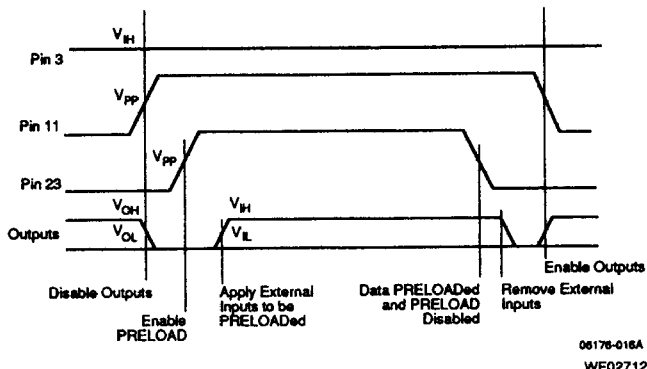 V_IH
Pin 3
V_PP
Pin 11
V_PP
Pin 23
V_OH
V_IH
Outputs
V_OL
V_IL
Enable Outputs
Disable Outputs
Apply External
Inputs to be
PRELOADed
Data PRELOADed
and PRELOAD
Disabled
Remove External
Inputs
Enable
PRELOAD
06176-016A
WF02712